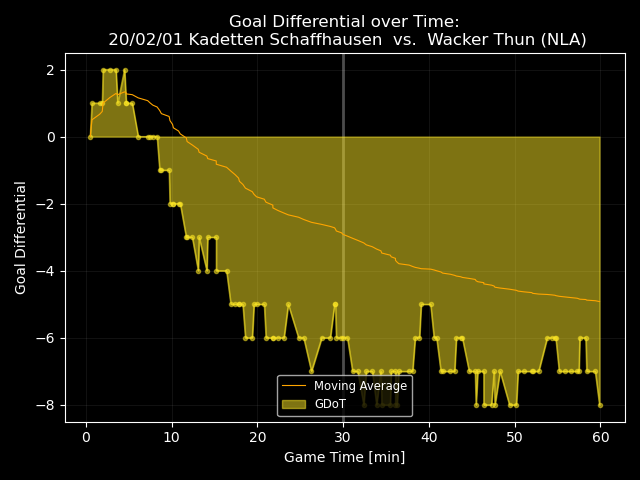 Goal Differential over Time:
20/02/01 Kadetten Schaffhausen  vs.  Wacker Thun (NLA)
2
0
−2
−4
−6
−8
Goal Differential
Moving Average
GDoT
0 10 20 30 40 50 60
Game Time [min]